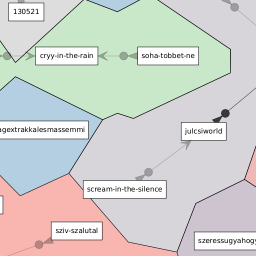 130521
cryy-in-the-rain
soha-tobbet-ne
julcsiworld
agextrakkalesmassemmi
scream-in-the-silence
sziv-szalutal
szeressugyahogy